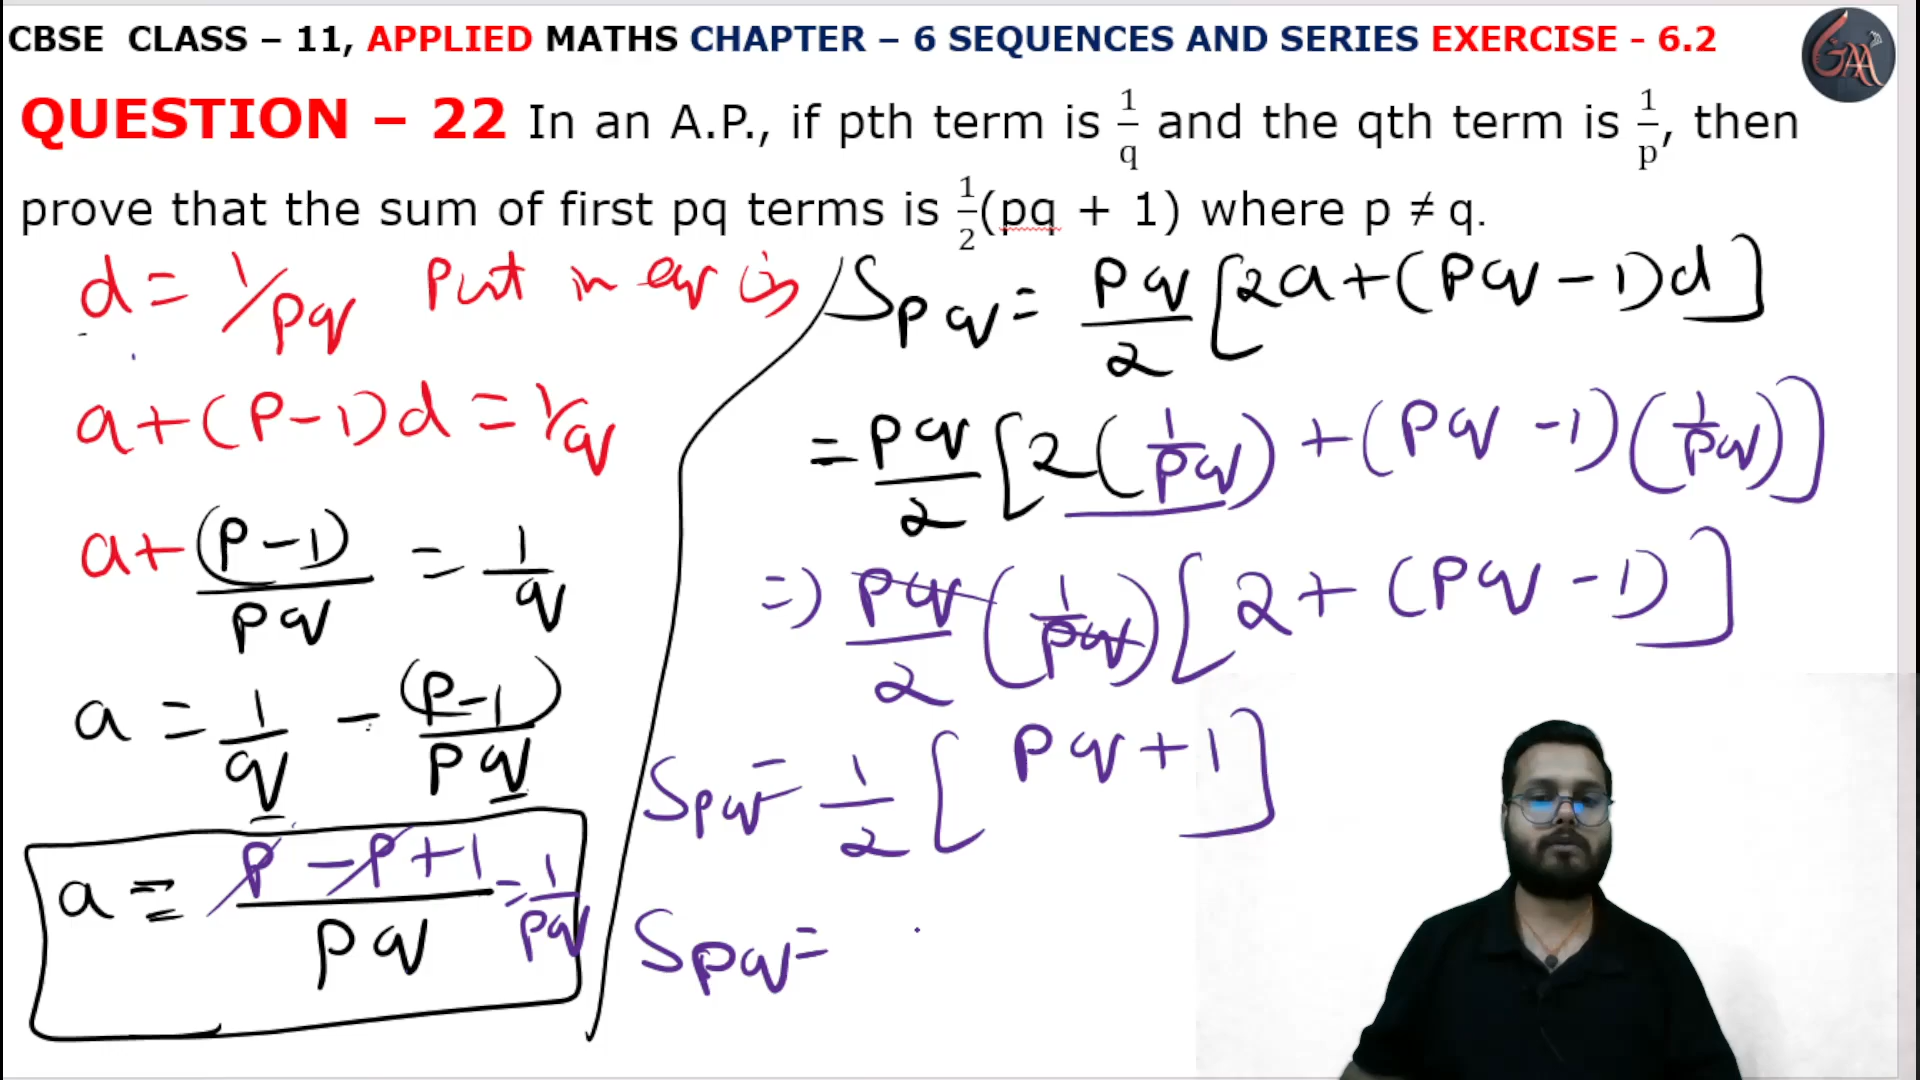 CBSE CLASS – 11, APPLIED MATHS CHAPTER – 6 SEQUENCES AND SERIES EXERCISE - 6.2
GAA
QUESTION – 22 In an A.P., if pth term is 1/q and the qth term is 1/p, then
prove that the sum of first pq terms is 1/2(pq + 1) where p ≠ q.
d = 1/pq Put in eq (i)
a+(P-1)d = 1/q
a+ (P-1)/pq = 1/q
a = 1/q - (P-1)/pq
a = (p - p + 1)/pq = 1/pq
Spq = pq/2 [2a+(pq-1)d]
= pq/2 [2(1/pq) + (pq-1)(1/pq)]
=) pq/2 (1/pq) [2+(pq-1)]
Spq = 1/2 [pq+1]
Spq =